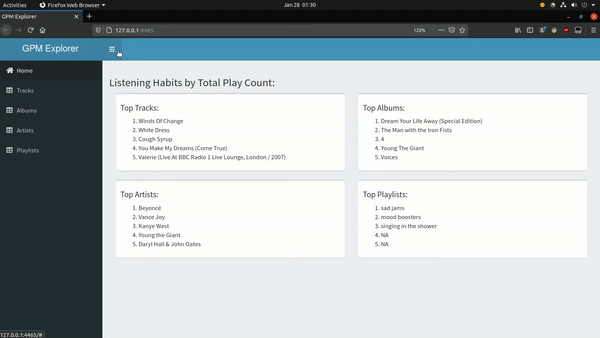 Activities
Firefox Web Browser
Jan 28 01:30
GPM Explorer
127.0.0.1:4465
120%
GPM Explorer
Home
Tracks
Albums
Artists
Playlists
Listening Habits by Total Play Count:
Top Tracks:
1. Winds Of Change
2. White Dress
3. Cough Syrup
4. You Make My Dreams (Come True)
5. Valerie (Live At BBC Radio 1 Live Lounge, London / 2007)
Top Albums:
1. Dream Your Life Away (Special Edition)
2. The Man with the Iron Fists
3. 4
4. Young The Giant
5. Voices
Top Artists:
1. Beyoncé
2. Vance Joy
3. Kanye West
4. Young the Giant
5. Daryl Hall & John Oates
Top Playlists:
1. sad jams
2. mood boosters
3. singing in the shower
4. NA
5. NA
127.0.0.1:4465/#